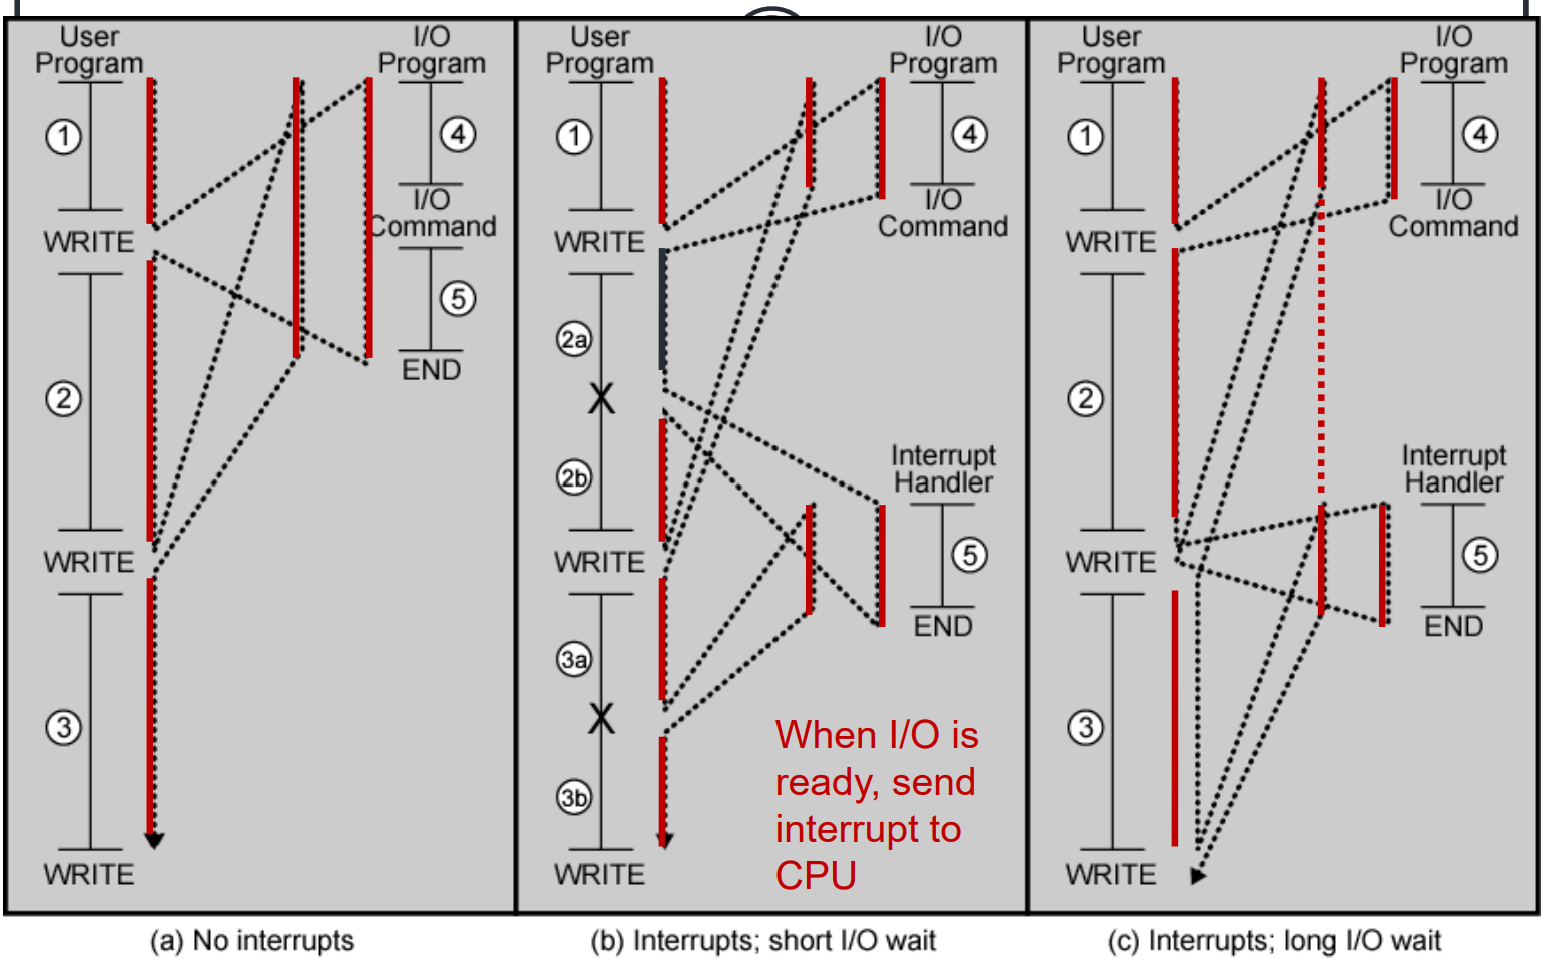 User
Program
I/O
Program
1
4
I/O
Command
WRITE
5
END
2
WRITE
3
WRITE
(a) No interrupts
User
Program
I/O
Program
1
4
I/O
Command
WRITE
2a
X
2b
Interrupt
Handler
5
END
WRITE
3a
X
3b
WRITE
When I/O is
ready, send
interrupt to
CPU
(b) Interrupts; short I/O wait
User
Program
I/O
Program
1
4
I/O
Command
WRITE
2
Interrupt
Handler
5
END
WRITE
3
WRITE
(c) Interrupts; long I/O wait